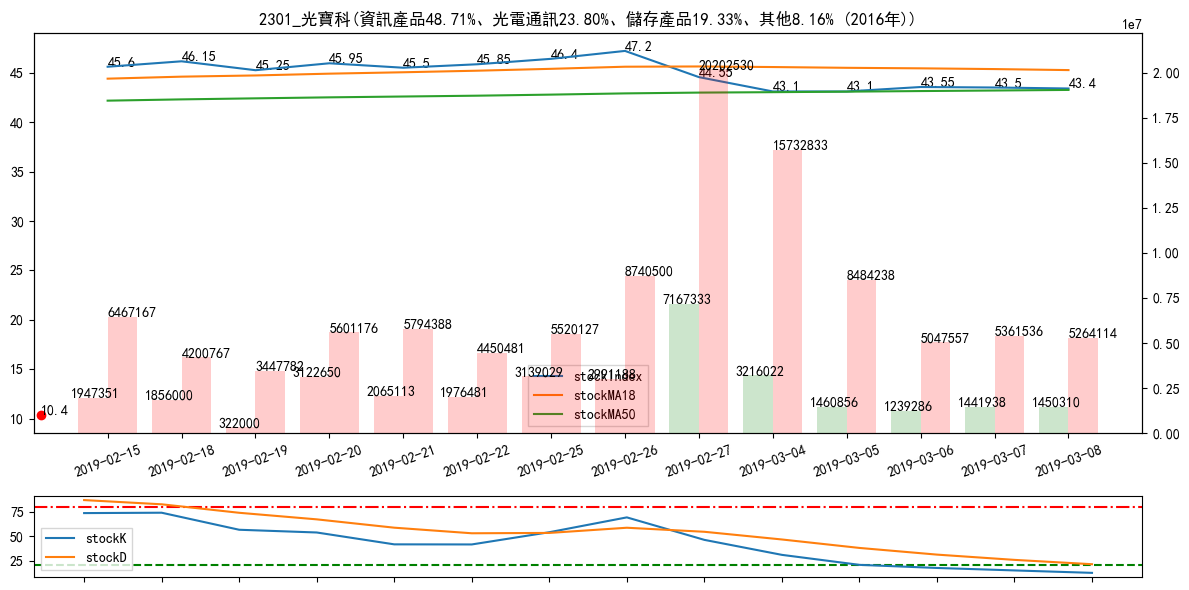 2301_光寶科(資訊產品48.71%、光電通訊23.80%、儲存產品19.33%、其他8.16% (2016年))
1e7
45.6 46.15 45.25 45.95 45.5 45.85 46.4 47.2 44.55 43.1 43.1 43.55 43.5 43.4
45 40 35 30 25 20 15 10
2.00 1.75 1.50 1.25 1.00 0.75 0.50 0.25 0.00
10.4
6467167 4200767 3447782 5601176 5794388 4450481 5520127 8740500 20202530 15732833 8484238 5047557 5361536 5264114
1947351 1856000 322000 3122650 2065113 1976481 3139029 2991188 7167333 3216022 1460856 1239286 1441938 1450310
stockIndex
stockMA18
stockMA50
2019-02-15 2019-02-18 2019-02-19 2019-02-20 2019-02-21 2019-02-22 2019-02-25 2019-02-26 2019-02-27 2019-03-04 2019-03-05 2019-03-06 2019-03-07 2019-03-08
75 50 25
stockK
stockD